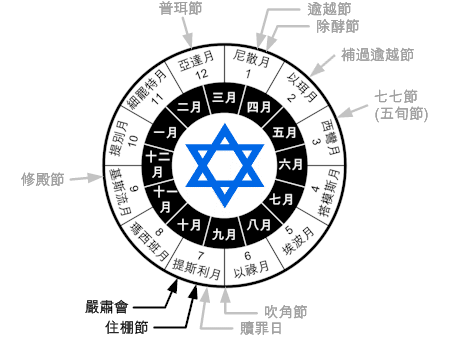 普珥節
逾越節
除酵節
補過逾越節
七七節
(五旬節)
尼散月
1
以珥月
2
西彎月
3
搭模斯月
4
埃波月
5
以祿月
6
提斯利月
7
瑪西班月
8
基斯流月
9
提別月
10
細罷特月
11
亞達月
12
三月
四月
五月
六月
七月
八月
九月
十月
十一
月
十二
月
一月
二月
修殿節
嚴肅會
住棚節
吹角節
贖罪日